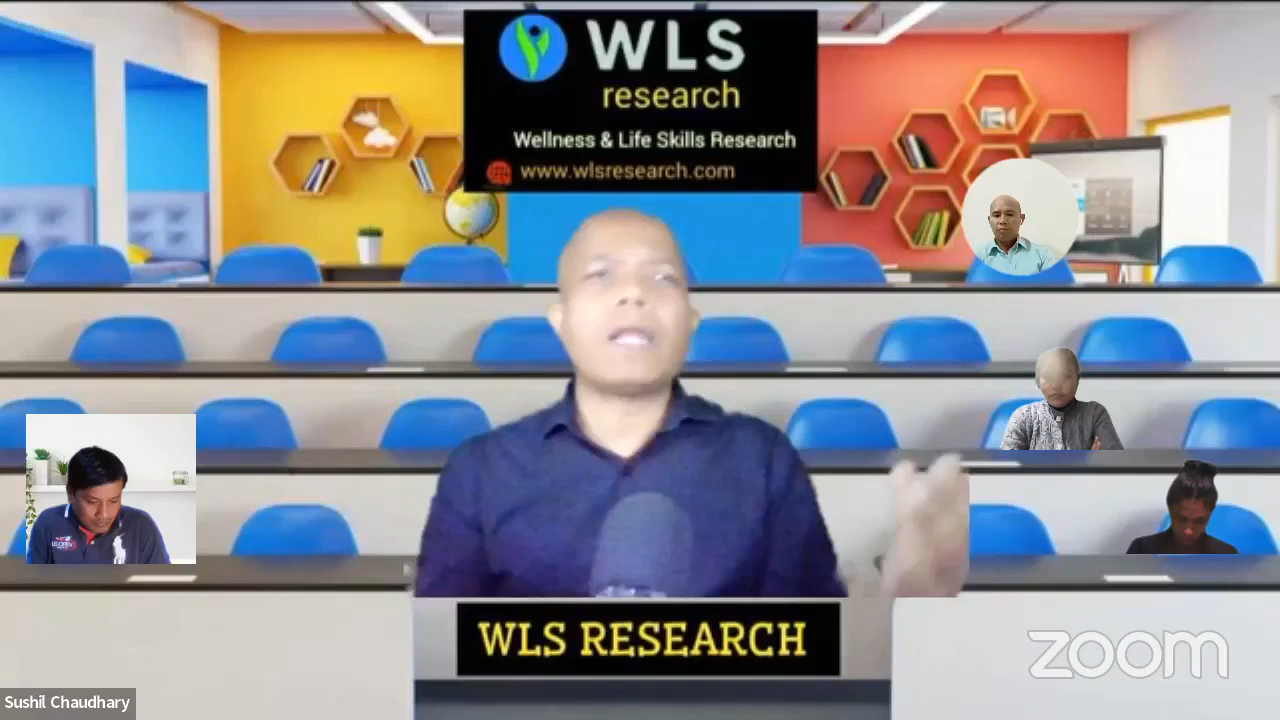 WLS
research
Wellness & Life Skills Research
www.wlsresearch.com
WLS RESEARCH
zoom
Sushil Chaudhary